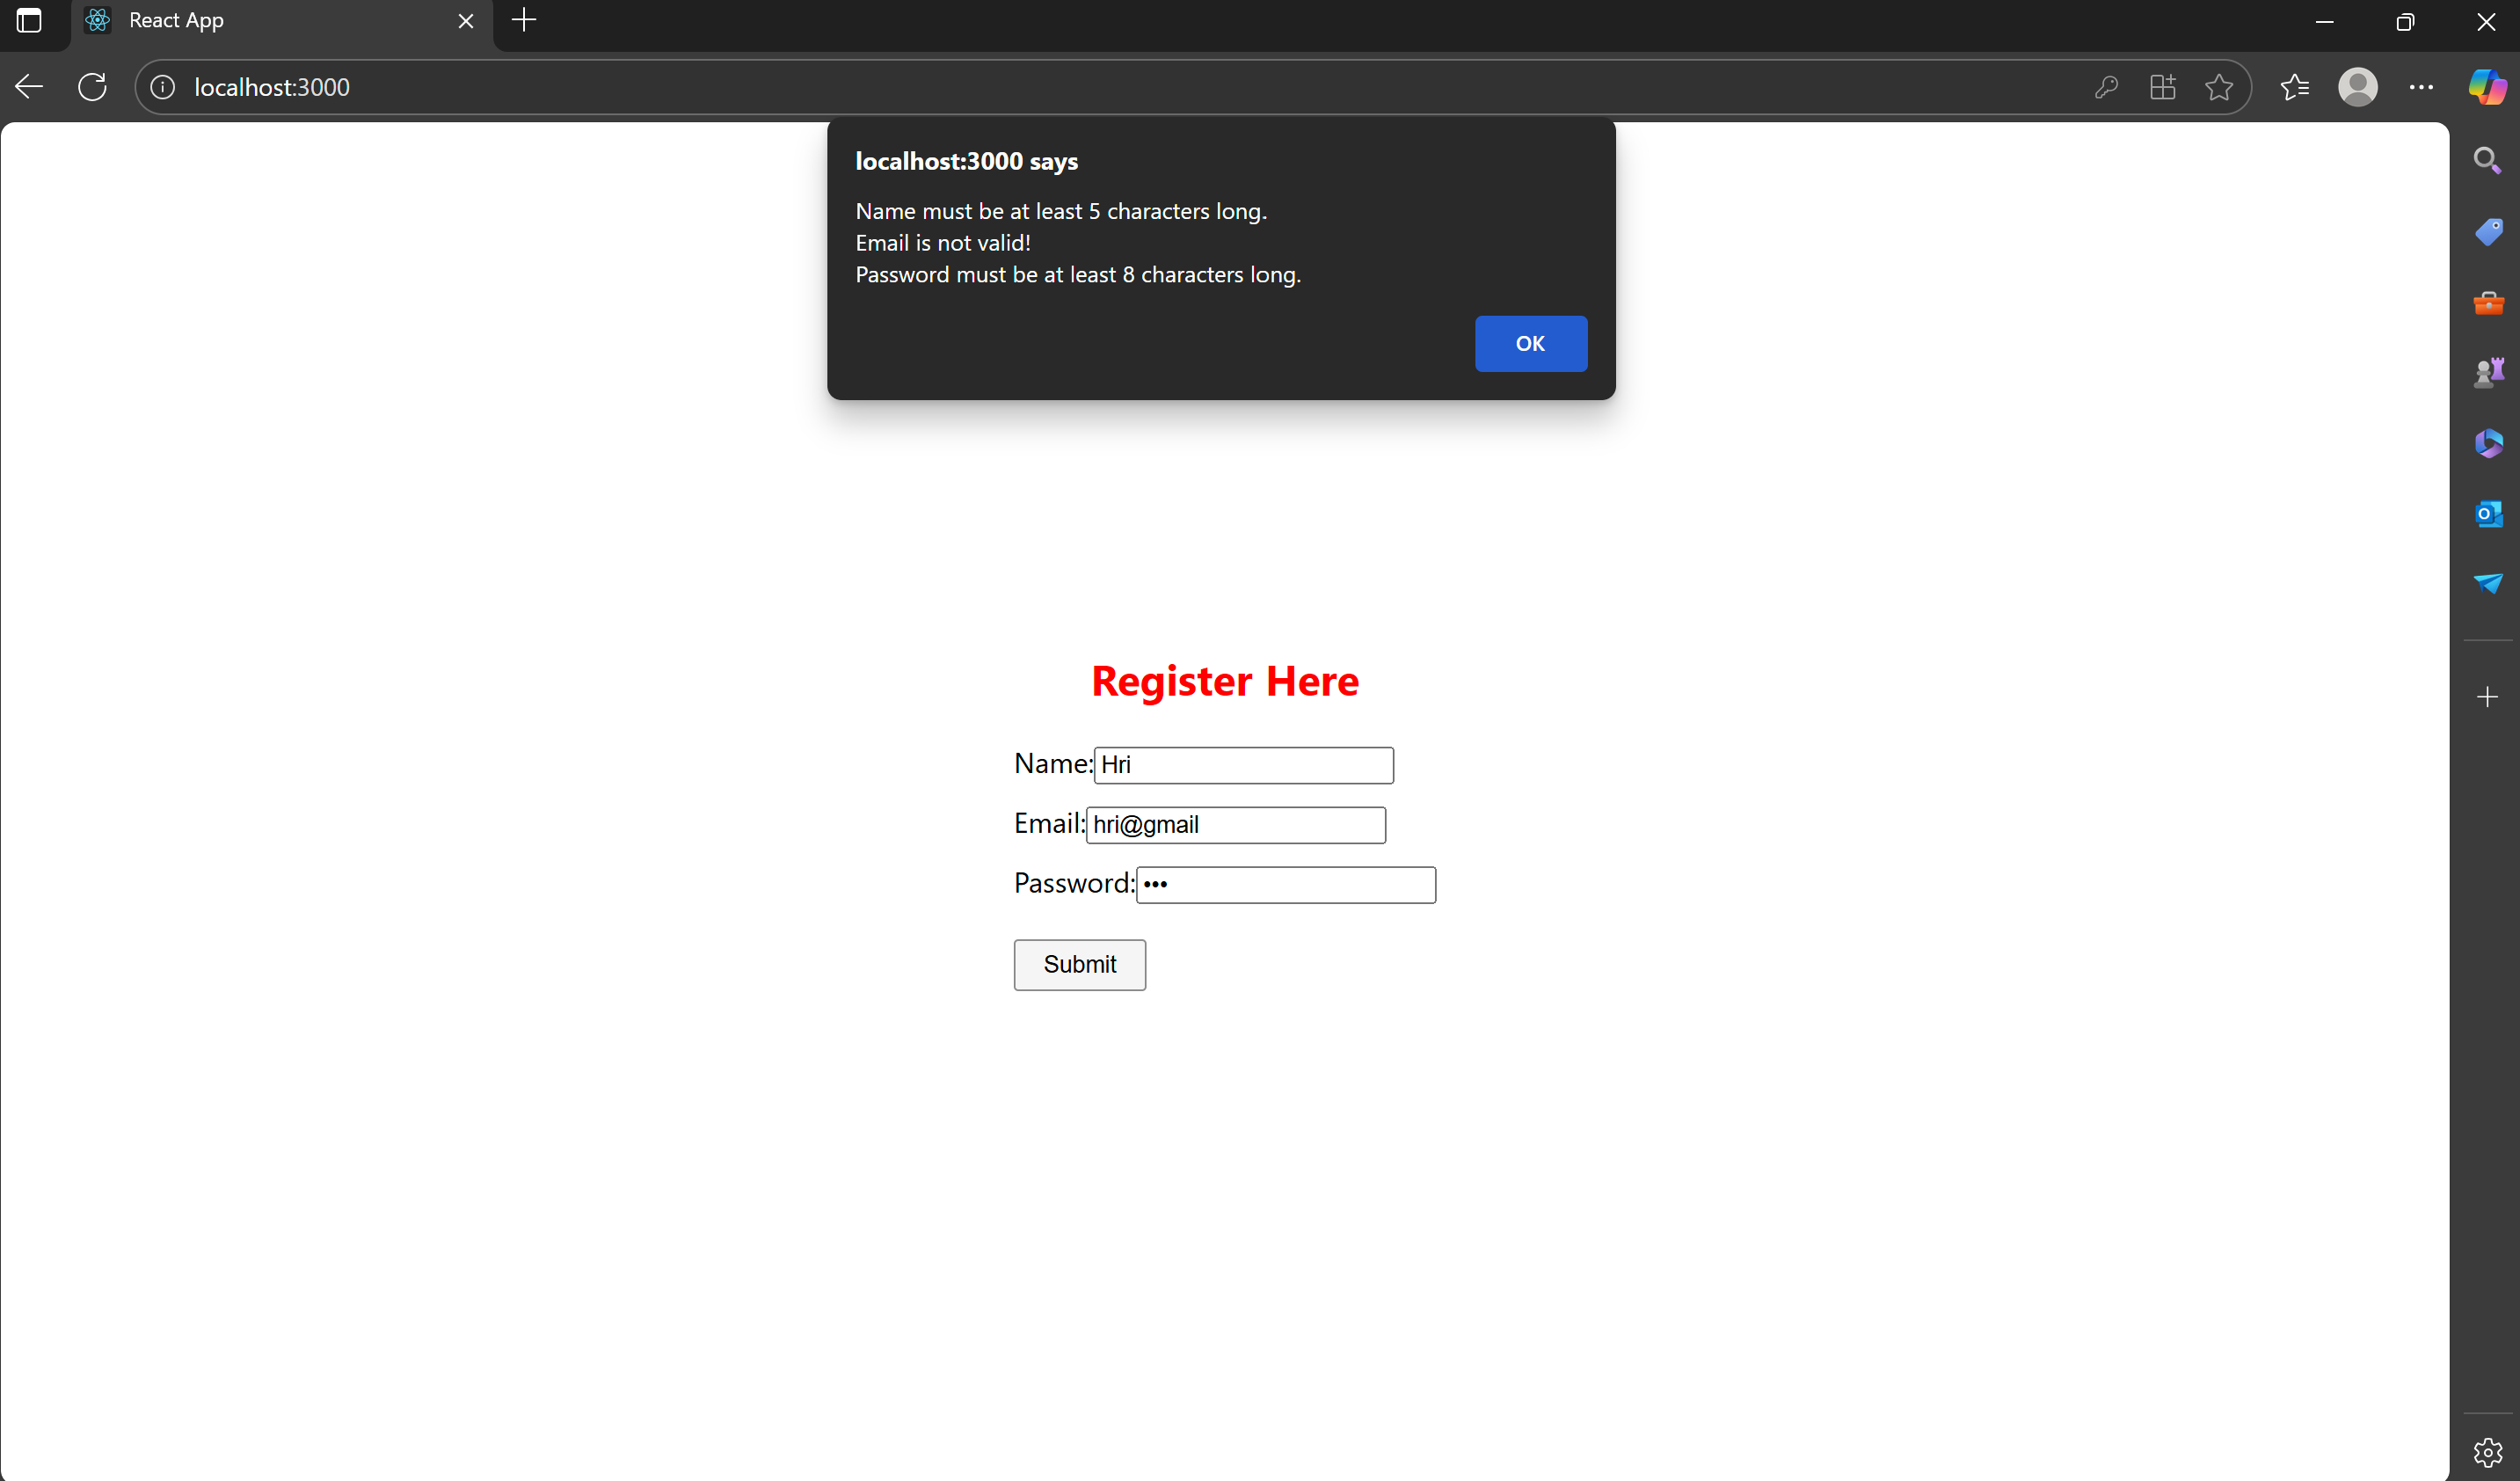 React App
localhost:3000
localhost:3000 says
Name must be at least 5 characters long.
Email is not valid!
Password must be at least 8 characters long.
OK
Register Here
Name: Hri
Email: hri@gmail
Password: •••
Submit